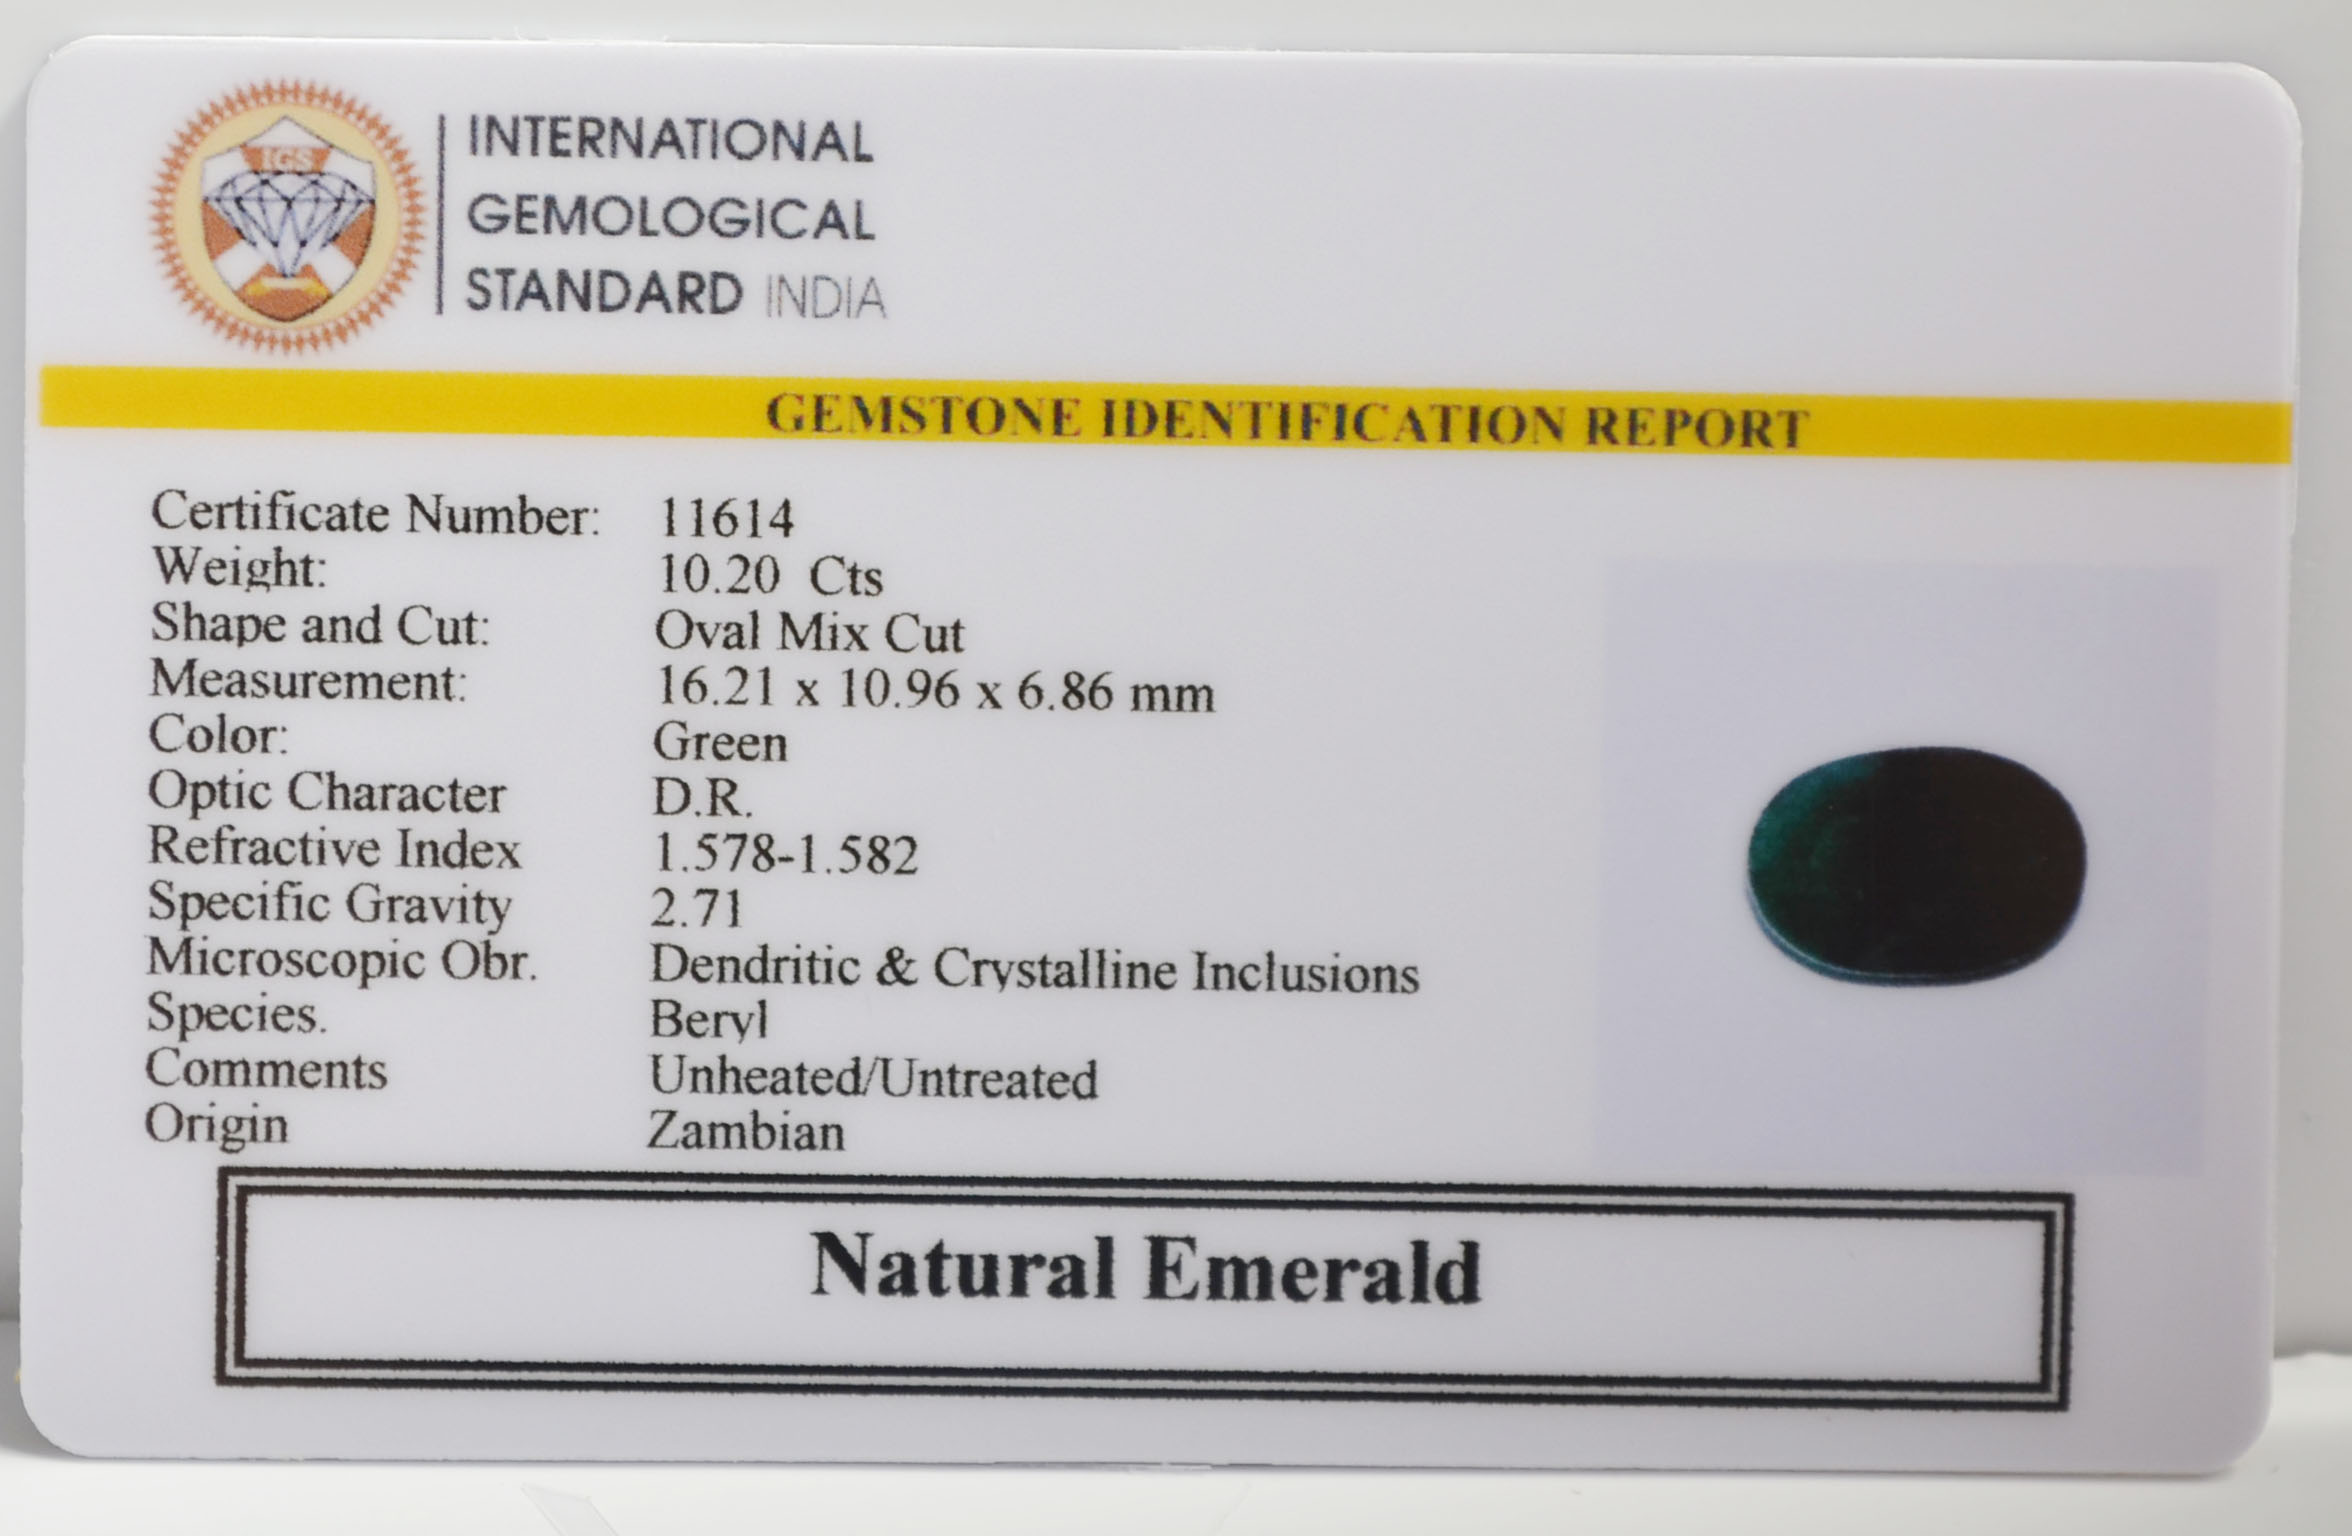 IGS
INTERNATIONAL
GEMOLOGICAL
STANDARD INDIA
GEMSTONE IDENTIFICATION REPORT
Certificate Number: 11614
Weight: 10.20 Cts
Shape and Cut: Oval Mix Cut
Measurement: 16.21 x 10.96 x 6.86 mm
Color: Green
Optic Character D.R.
Refractive Index 1.578-1.582
Specific Gravity 2.71
Microscopic Obr. Dendritic & Crystalline Inclusions
Species. Beryl
Comments Unheated/Untreated
Origin Zambian
Natural Emerald